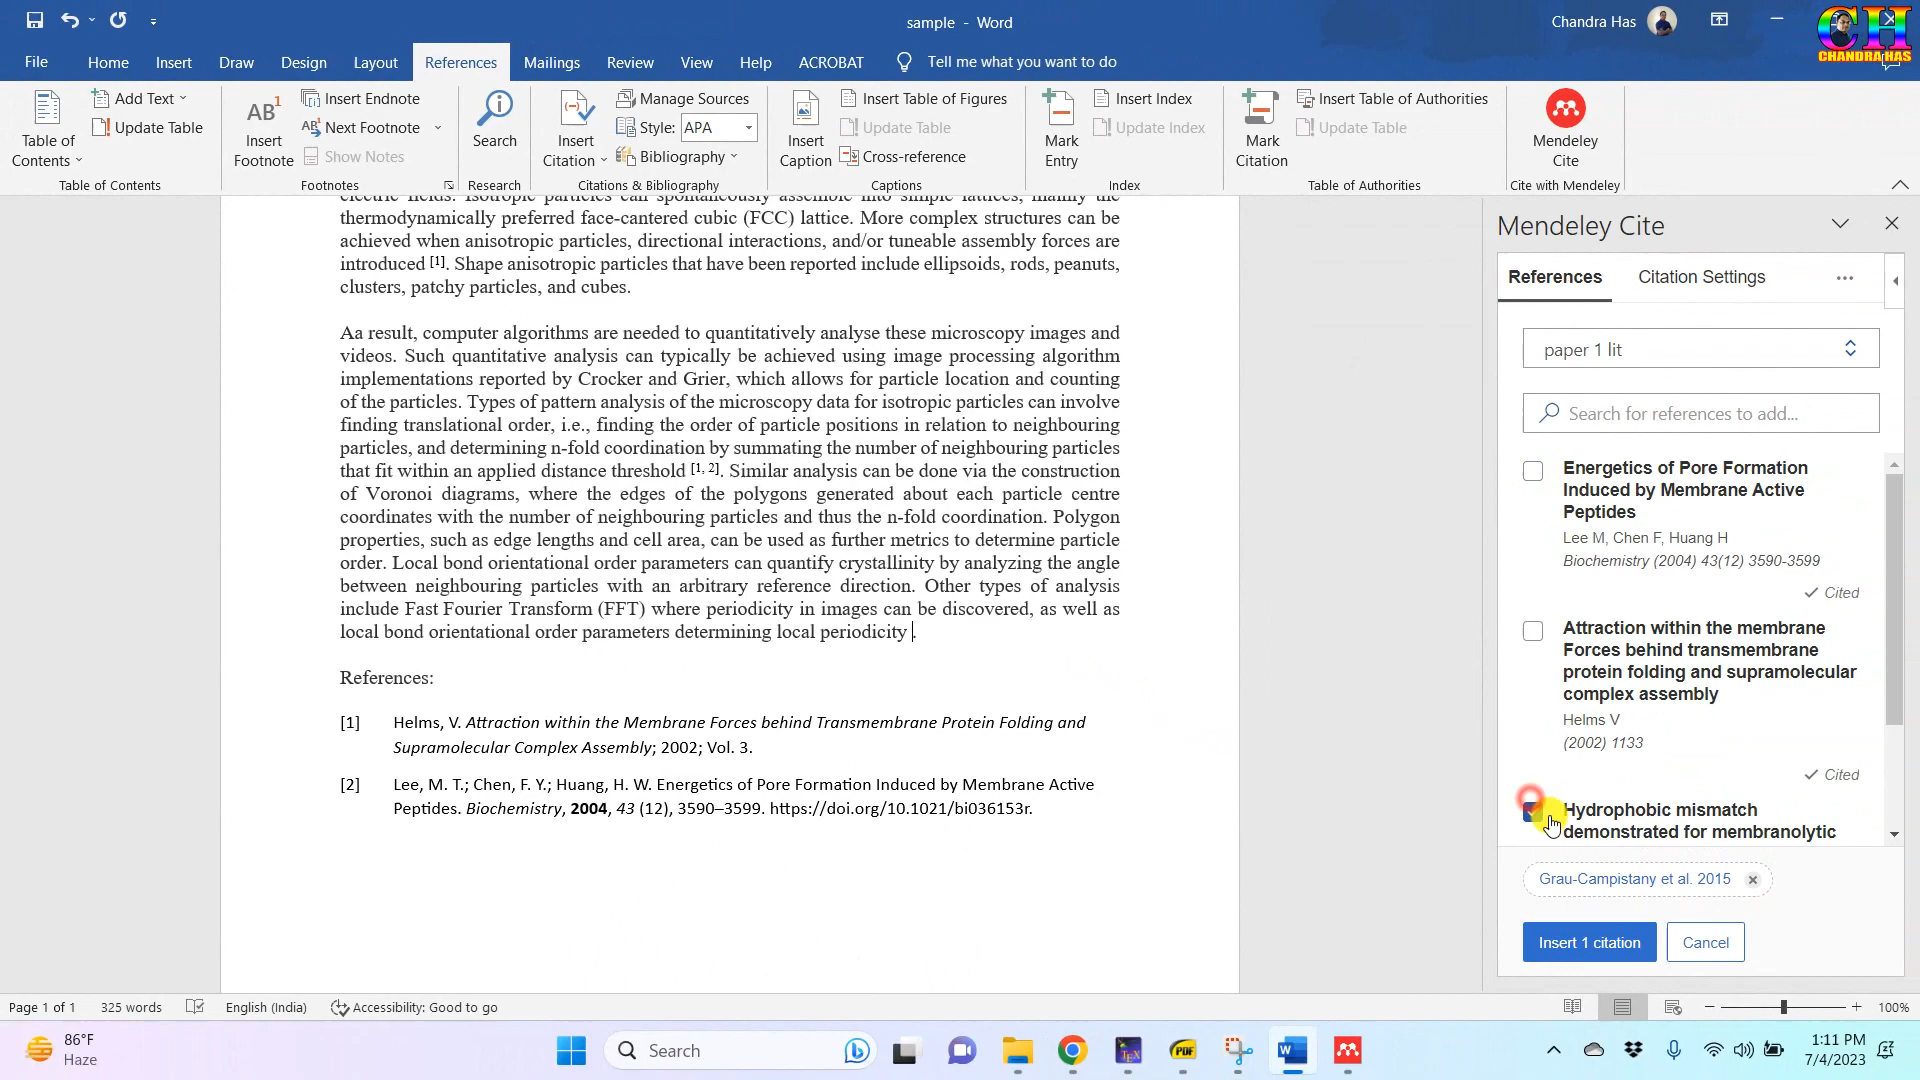 sample - Word
Chandra Has
CH
CHANDRA HAS
File Home Insert Draw Design Layout References Mailings Review View Help ACROBAT Tell me what you want to do
Table of Contents
Add Text
Update Table
Table of Contents
AB1
Insert Footnote
Insert Endnote
Next Footnote
Show Notes
Footnotes
Search
Research
Insert Citation
Manage Sources
Style: APA
Bibliography
Citations & Bibliography
Insert Caption
Insert Table of Figures
Update Table
Cross-reference
Captions
Mark Entry
Insert Index
Update Index
Index
Mark Citation
Insert Table of Authorities
Update Table
Table of Authorities
Mendeley Cite
Cite with Mendeley
electric fields. Isotropic particles can spontaneously assemble into simple lattices, mainly the
thermodynamically preferred face-cantered cubic (FCC) lattice. More complex structures can be
achieved when anisotropic particles, directional interactions, and/or tuneable assembly forces are
introduced [1]. Shape anisotropic particles that have been reported include ellipsoids, rods, peanuts,
clusters, patchy particles, and cubes.
Aa result, computer algorithms are needed to quantitatively analyse these microscopy images and
videos. Such quantitative analysis can typically be achieved using image processing algorithm
implementations reported by Crocker and Grier, which allows for particle location and counting
of the particles. Types of pattern analysis of the microscopy data for isotropic particles can involve
finding translational order, i.e., finding the order of particle positions in relation to neighbouring
particles, and determining n-fold coordination by summating the number of neighbouring particles
that fit within an applied distance threshold [1, 2]. Similar analysis can be done via the construction
of Voronoi diagrams, where the edges of the polygons generated about each particle centre
coordinates with the number of neighbouring particles and thus the n-fold coordination. Polygon
properties, such as edge lengths and cell area, can be used as further metrics to determine particle
order. Local bond orientational order parameters can quantify crystallinity by analyzing the angle
between neighbouring particles with an arbitrary reference direction. Other types of analysis
include Fast Fourier Transform (FFT) where periodicity in images can be discovered, as well as
local bond orientational order parameters determining local periodicity .
References:
[1] Helms, V. Attraction within the Membrane Forces behind Transmembrane Protein Folding and
Supramolecular Complex Assembly; 2002; Vol. 3.
[2] Lee, M. T.; Chen, F. Y.; Huang, H. W. Energetics of Pore Formation Induced by Membrane Active
Peptides. Biochemistry, 2004, 43 (12), 3590–3599. https://doi.org/10.1021/bi036153r.
Mendeley Cite
References Citation Settings ...
paper 1 lit
Search for references to add...
Energetics of Pore Formation
Induced by Membrane Active
Peptides
Lee M, Chen F, Huang H
Biochemistry (2004) 43(12) 3590-3599
Cited
Attraction within the membrane
Forces behind transmembrane
protein folding and supramolecular
complex assembly
Helms V
(2002) 1133
Cited
Hydrophobic mismatch
demonstrated for membranolytic
Grau-Campistany et al. 2015
Insert 1 citation Cancel
Page 1 of 1 325 words English (India) Accessibility: Good to go 100%
86°F
Haze
Search
TEX
PDF
W
1:11 PM
7/4/2023